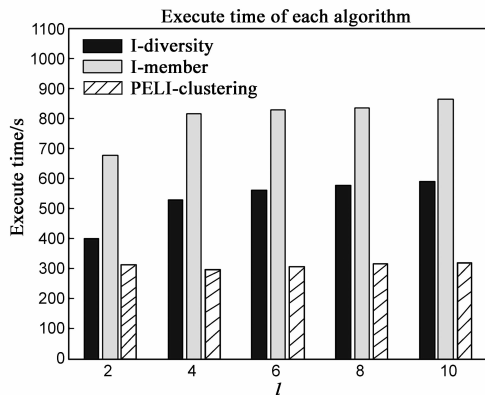 Execute time of each algorithm
1100
1000
900
800
700
600
500
400
300
200
100
0
Execute time/s
I-diversity
I-member
PELI-clustering
2 4 6 8 10
l